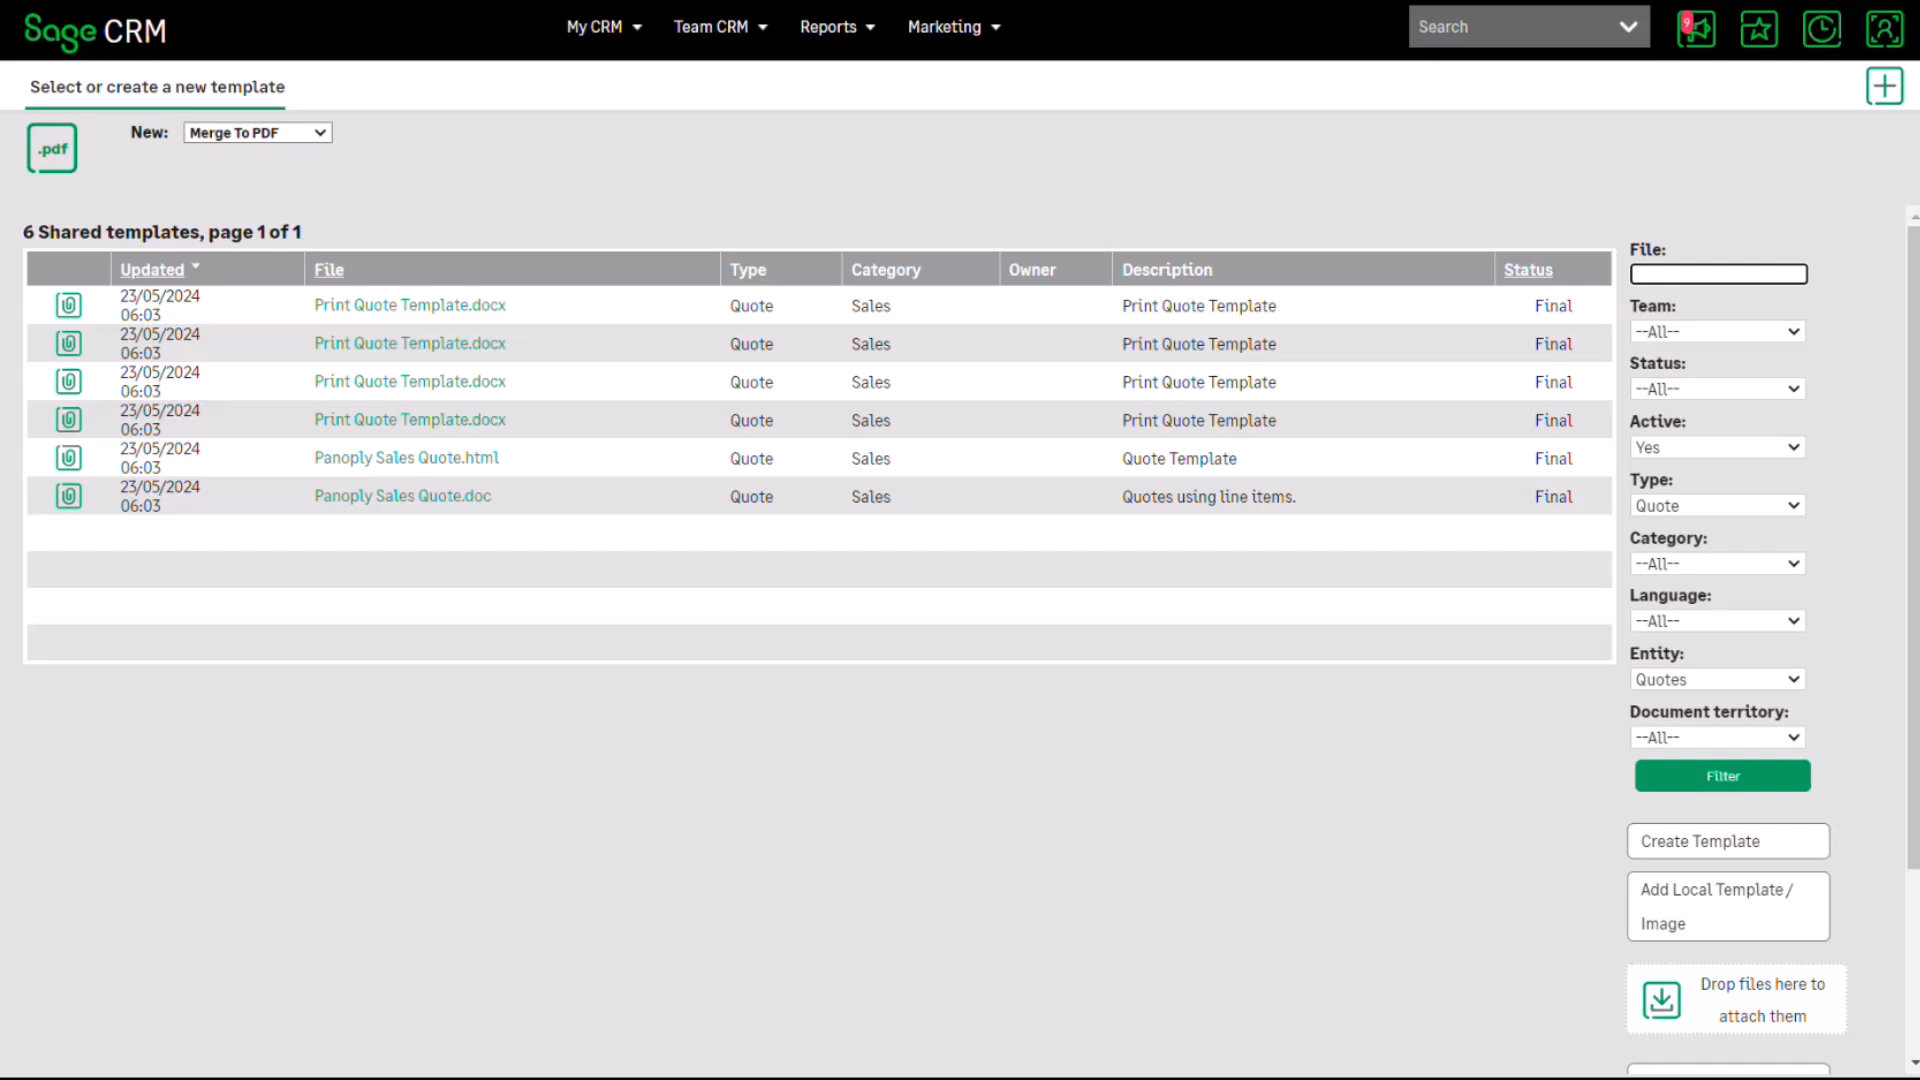 Sage CRM
My CRM
Team CRM
Reports
Marketing
Search
9
Select or create a new template
.pdf
New:
Merge To PDF
6 Shared templates, page 1 of 1
Updated File Type Category Owner Description Status
23/05/2024
06:03
Print Quote Template.docx Quote Sales Print Quote Template Final
23/05/2024
06:03
Print Quote Template.docx Quote Sales Print Quote Template Final
23/05/2024
06:03
Print Quote Template.docx Quote Sales Print Quote Template Final
23/05/2024
06:03
Print Quote Template.docx Quote Sales Print Quote Template Final
23/05/2024
06:03
Panoply Sales Quote.html Quote Sales Quote Template Final
23/05/2024
06:03
Panoply Sales Quote.doc Quote Sales Quotes using line items. Final
File:
Team:
--All--
Status:
--All--
Active:
Yes
Type:
Quote
Category:
--All--
Language:
--All--
Entity:
Quotes
Document territory:
--All--
Filter
Create Template
Add Local Template /
Image
Drop files here to
attach them